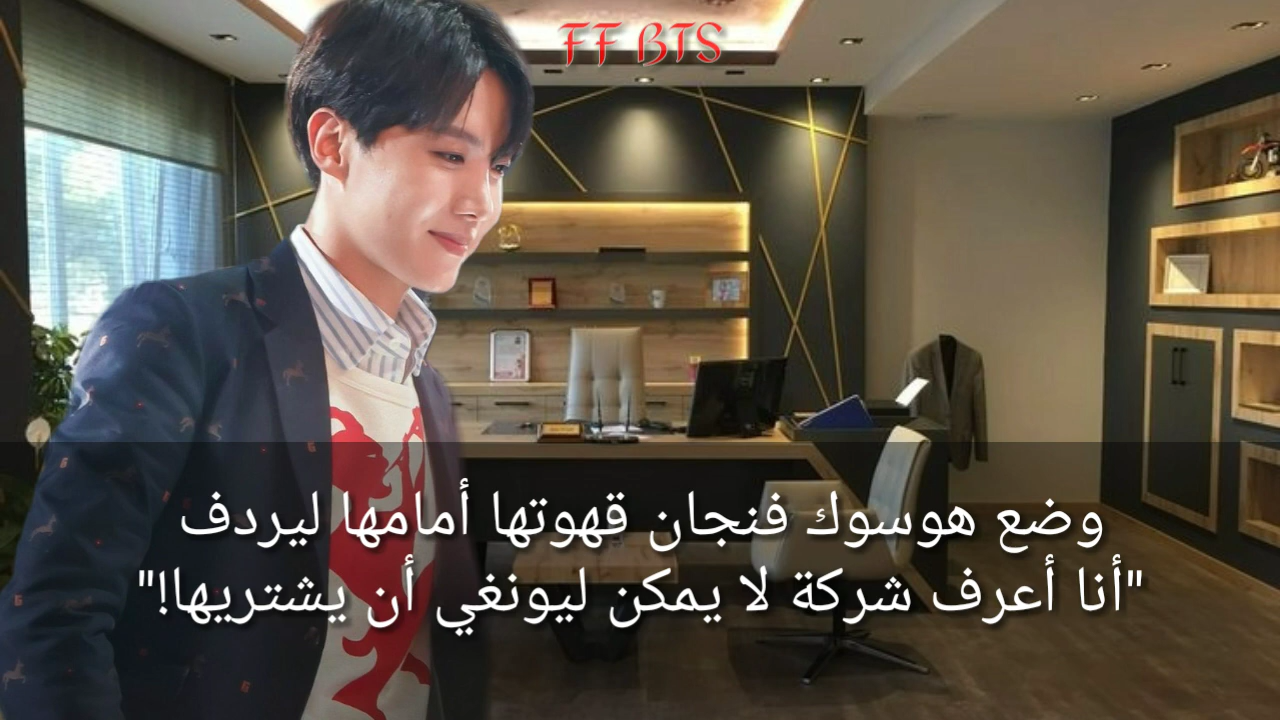 FF BTS
وضع هوسوك فنجان قهوتها أمامها ليردف
"أنا أعرف شركة لا يمكن ليونغي أن يشتريها!"